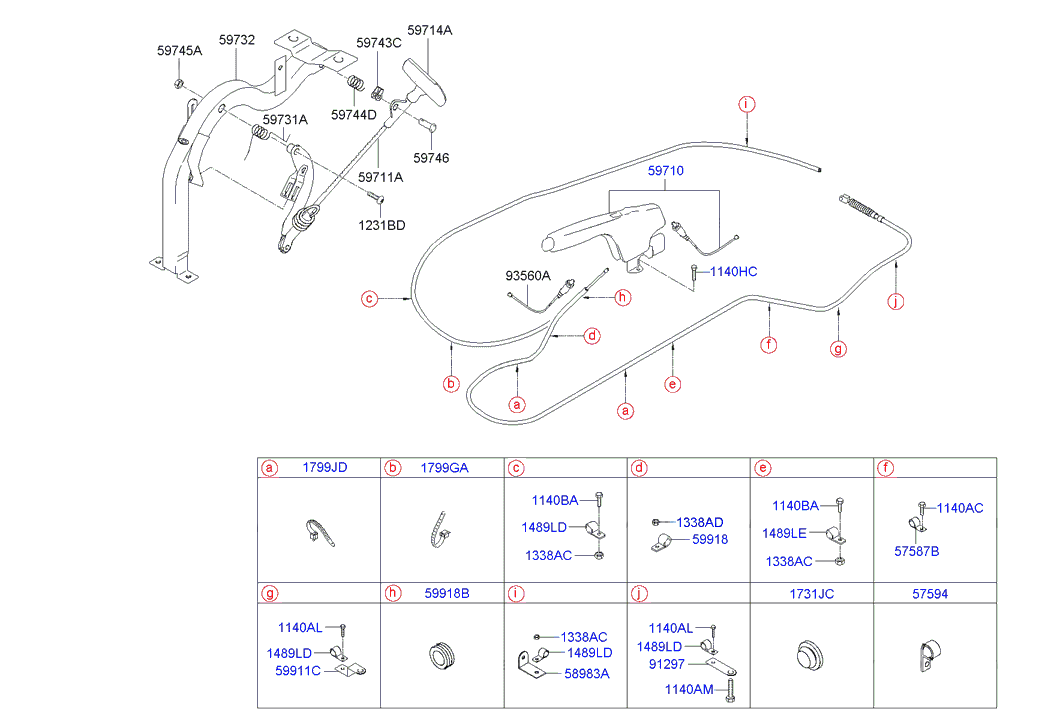 59714A
59743C
59732
59745A
59744D
59731A
59746
59711A
1231BD
i
59710
1140HC
93560A
h
c
j
d
f
g
b
e
a
a
a 1799JD
b 1799GA
c
d
e
f
1140BA
1489LD
1338AC
1338AD
59918
1140BA
1489LE
1338AC
1140AC
57587B
g
h 59918B
i
j
1731JC
57594
1140AL
1489LD
59911C
1338AC
1489LD
58983A
1140AL
1489LD
91297
1140AM